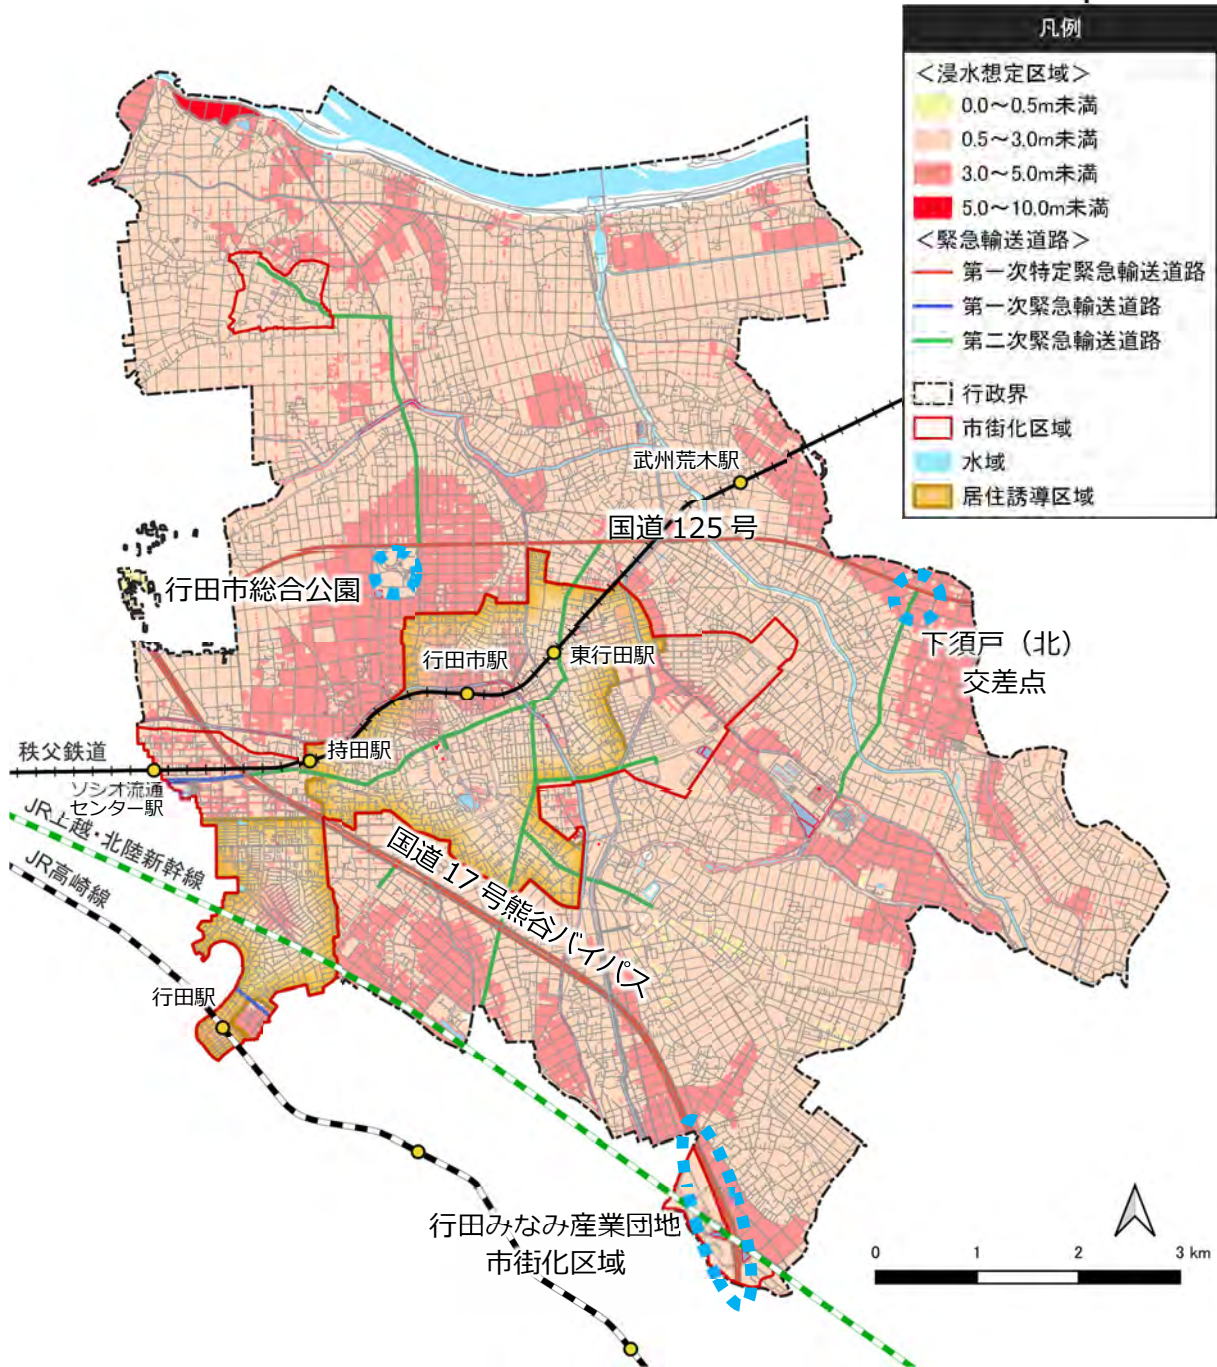 凡例
＜浸水想定区域＞
0.0～0.5m未満
0.5～3.0m未満
3.0～5.0m未満
5.0～10.0m未満
＜緊急輸送道路＞
第一次特定緊急輸送道路
第一次緊急輸送道路
第二次緊急輸送道路
行政界
市街化区域
水域
居住誘導区域
武州荒木駅
国道125号
行田市総合公園
下須戸（北）
交差点
行田市駅
東行田駅
持田駅
秩父鉄道
ソシオ流通
センター駅
JR上越・北陸新幹線
JR高崎線
国道17号熊谷バイパス
行田駅
行田みなみ産業団地
市街化区域
0 1 2 3 km